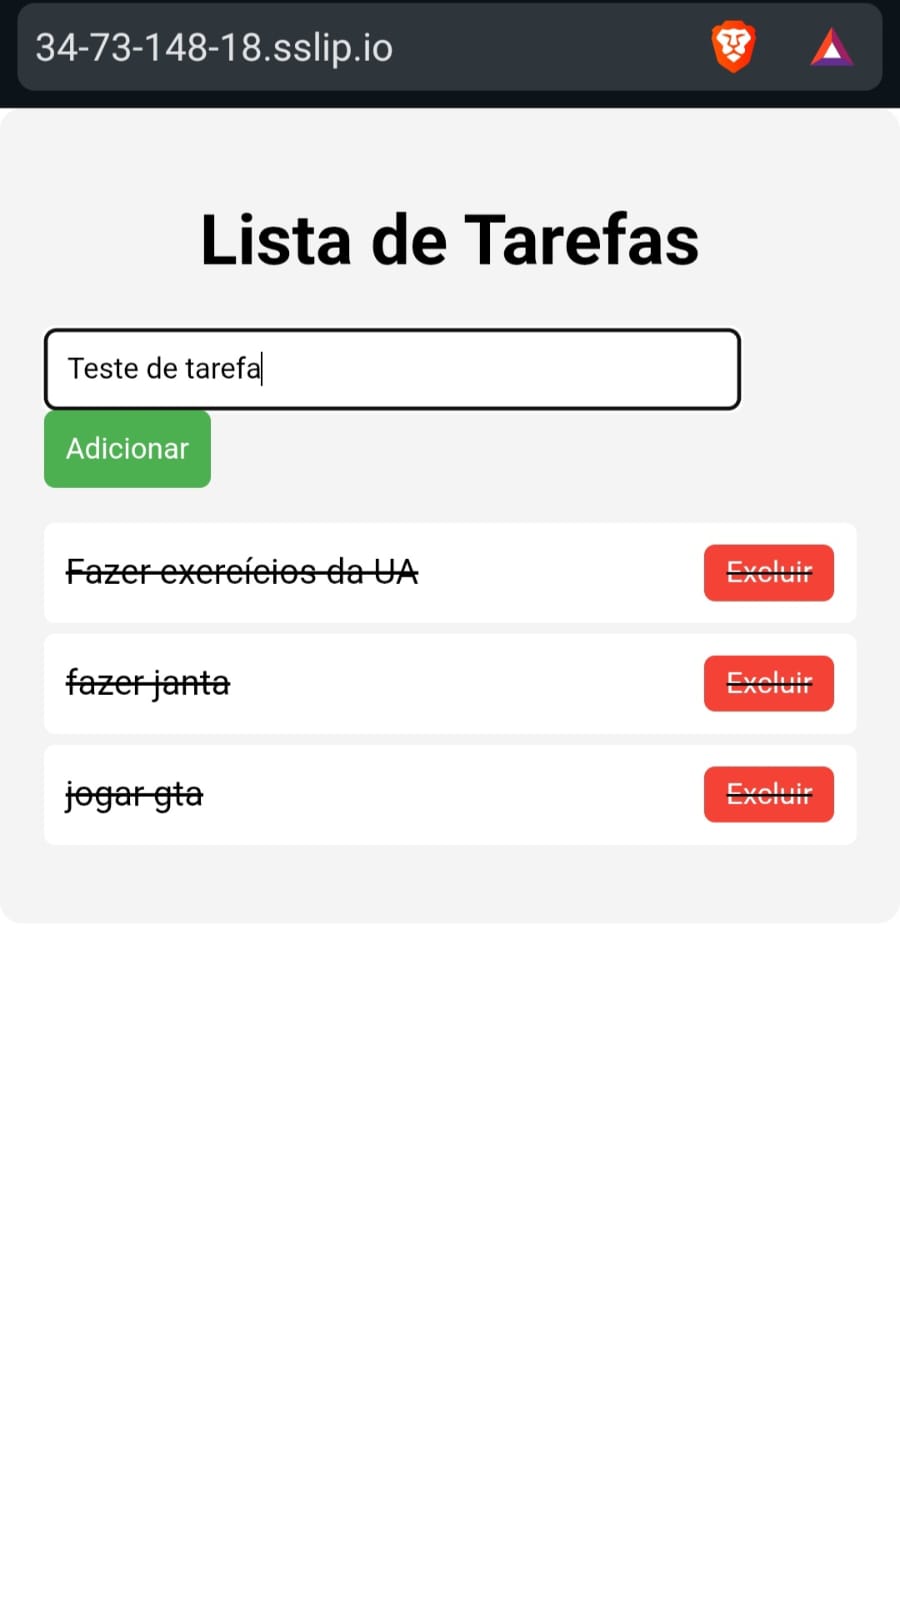 34-73-148-18.sslip.io
Lista de Tarefas
Teste de tarefa
Adicionar
Fazer exercícios da UA Excluir
fazer janta Excluir
jogar gta Excluir